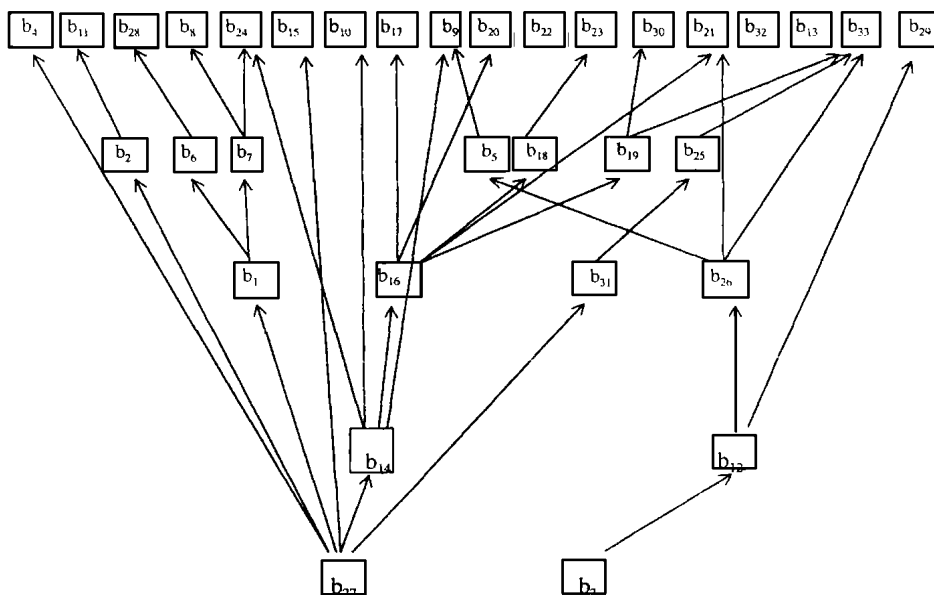 b₄ b₁₁ b₂₈ b₈ b₂₄ b₁₅ b₁₀ b₁₇ b₉ b₂₀ b₂₂ b₂₃ b₃₀ b₂₁ b₃₂ b₁₃ b₃₃ b₂₉
b₂ b₆ b₇ b₅ b₁₈ b₁₉ b₂₅
b₁ b₁₆ b₃₁ b₂₆
b₁₄ b₁₂
b₂₇ b₃